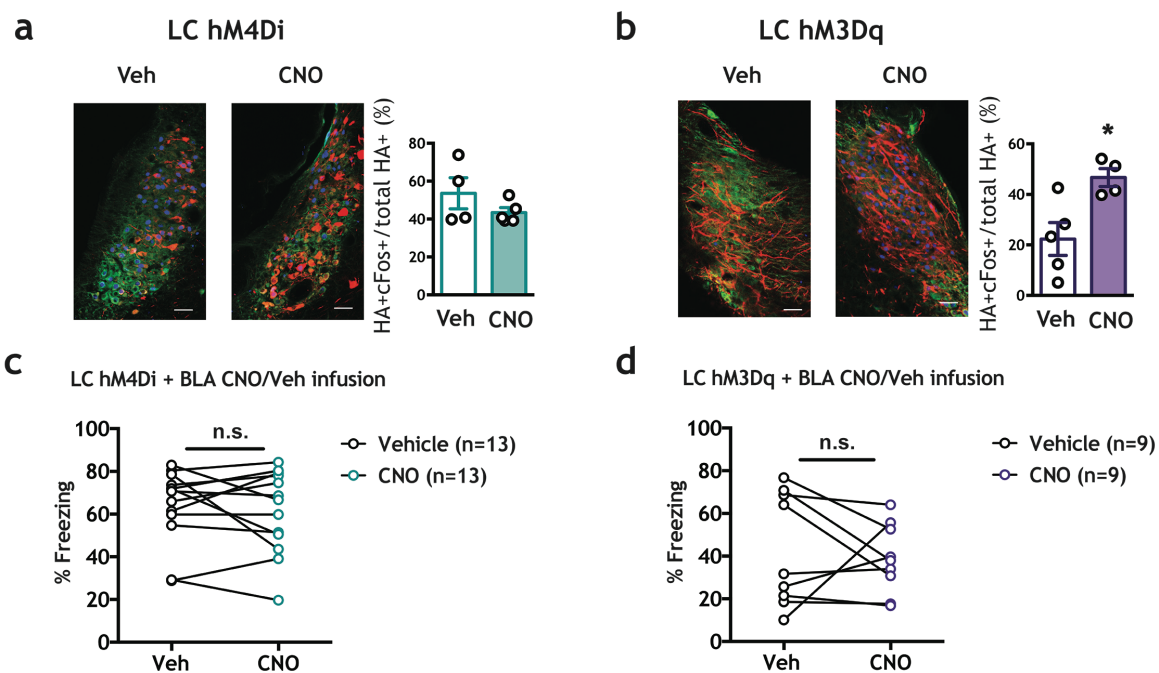 a
LC hM4Di
Veh
CNO
HA+cFos+/total HA+ (%)
80
60
40
20
0
Veh
CNO
b
LC hM3Dq
Veh
CNO
HA+cFos+/total HA+ (%)
60
40
20
0
*
Veh
CNO
c
LC hM4Di + BLA CNO/Veh infusion
% Freezing
100
80
60
40
20
0
n.s.
Vehicle (n=13)
CNO (n=13)
Veh
CNO
d
LC hM3Dq + BLA CNO/Veh infusion
% Freezing
100
80
60
40
20
0
n.s.
Vehicle (n=9)
CNO (n=9)
Veh
CNO